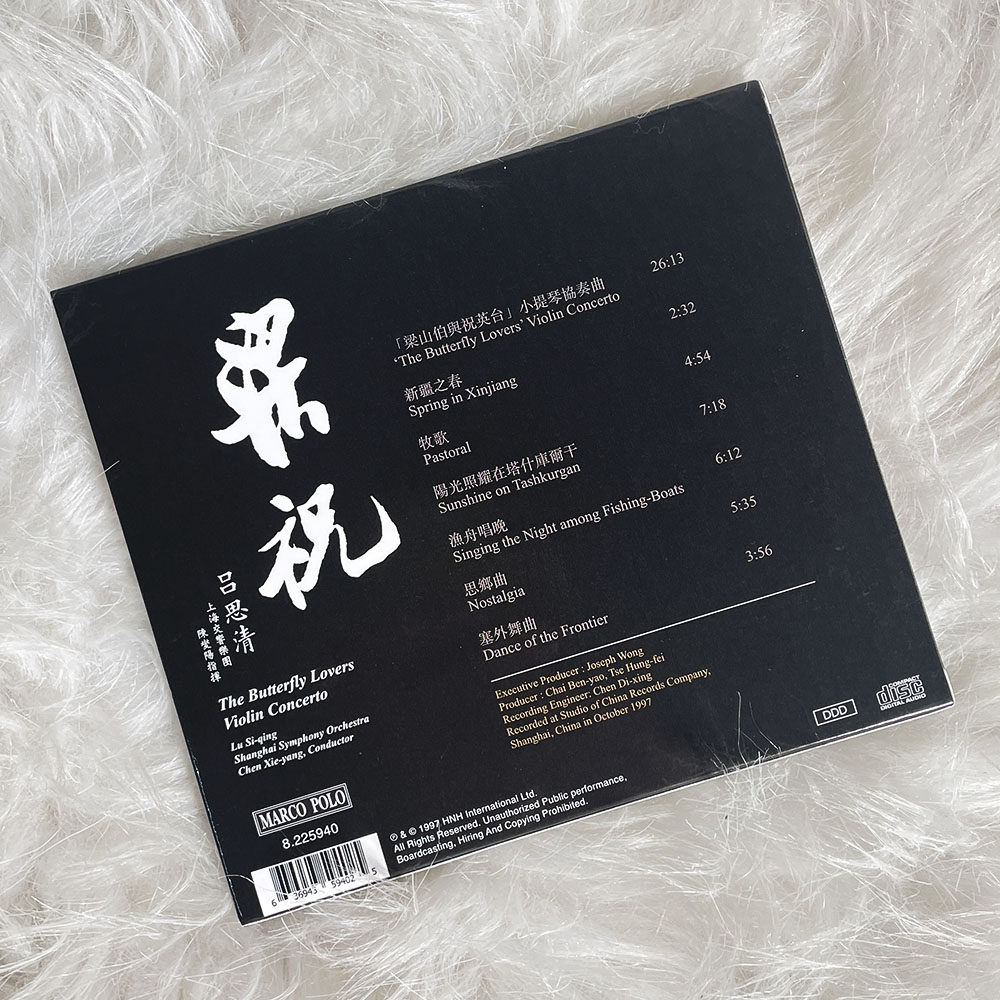 梁
祝
呂思清
上海交響樂團
陳燮陽指揮
The Butterfly Lovers
Violin Concerto
Lu Si-qing
Shanghai Symphony Orchestra
Chen Xie-yang, Conductor
MARCO POLO
8.225940
6 36943 59402 5
「梁山伯與祝英台」小提琴協奏曲 26:13
‘The Butterfly Lovers’ Violin Concerto
新疆之春 2:32
Spring in Xinjiang
牧歌 4:54
Pastoral
陽光照耀在塔什庫爾干 7:18
Sunshine on Tashkurgan
漁舟唱晚 6:12
Singing the Night among Fishing-Boats
思鄉曲 5:35
Nostalgia
塞外舞曲 3:56
Dance of the Frontier
Executive Producer : Joseph Wong
Producer : Chai Ben-yao, Tse Hung-fei
Recording Engineer: Chen Di-xing
Recorded at Studio of China Records Company,
Shanghai, China in October 1997
DDD
COMPACT
disc
DIGITAL AUDIO
℗ & © 1997 HNH International Ltd.
All Rights Reserved. Unauthorized Public performance,
Boardcasting, Hiring And Copying Prohibited.